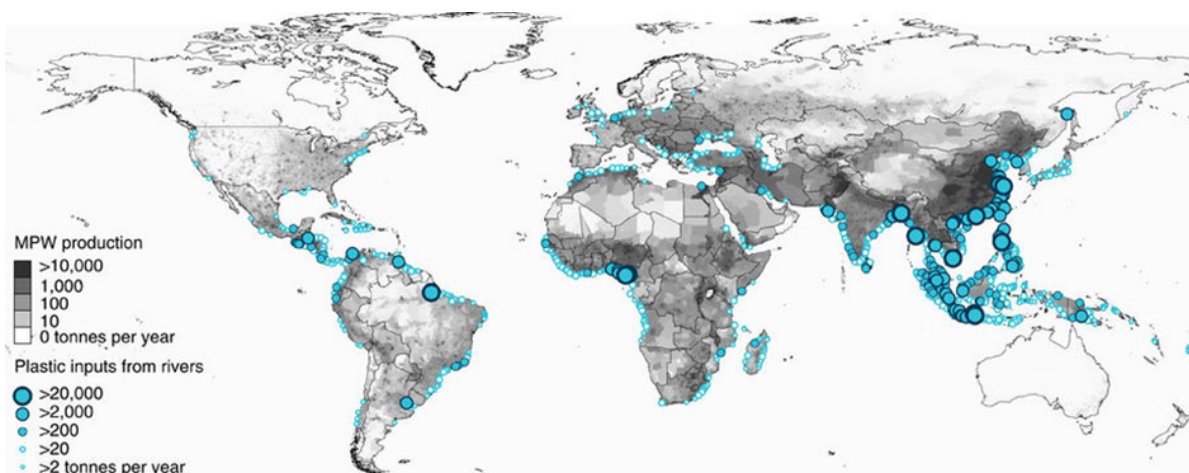 MPW production
>10,000
1,000
100
10
0 tonnes per year
Plastic inputs from rivers
>20,000
>2,000
>200
>20
>2 tonnes per year